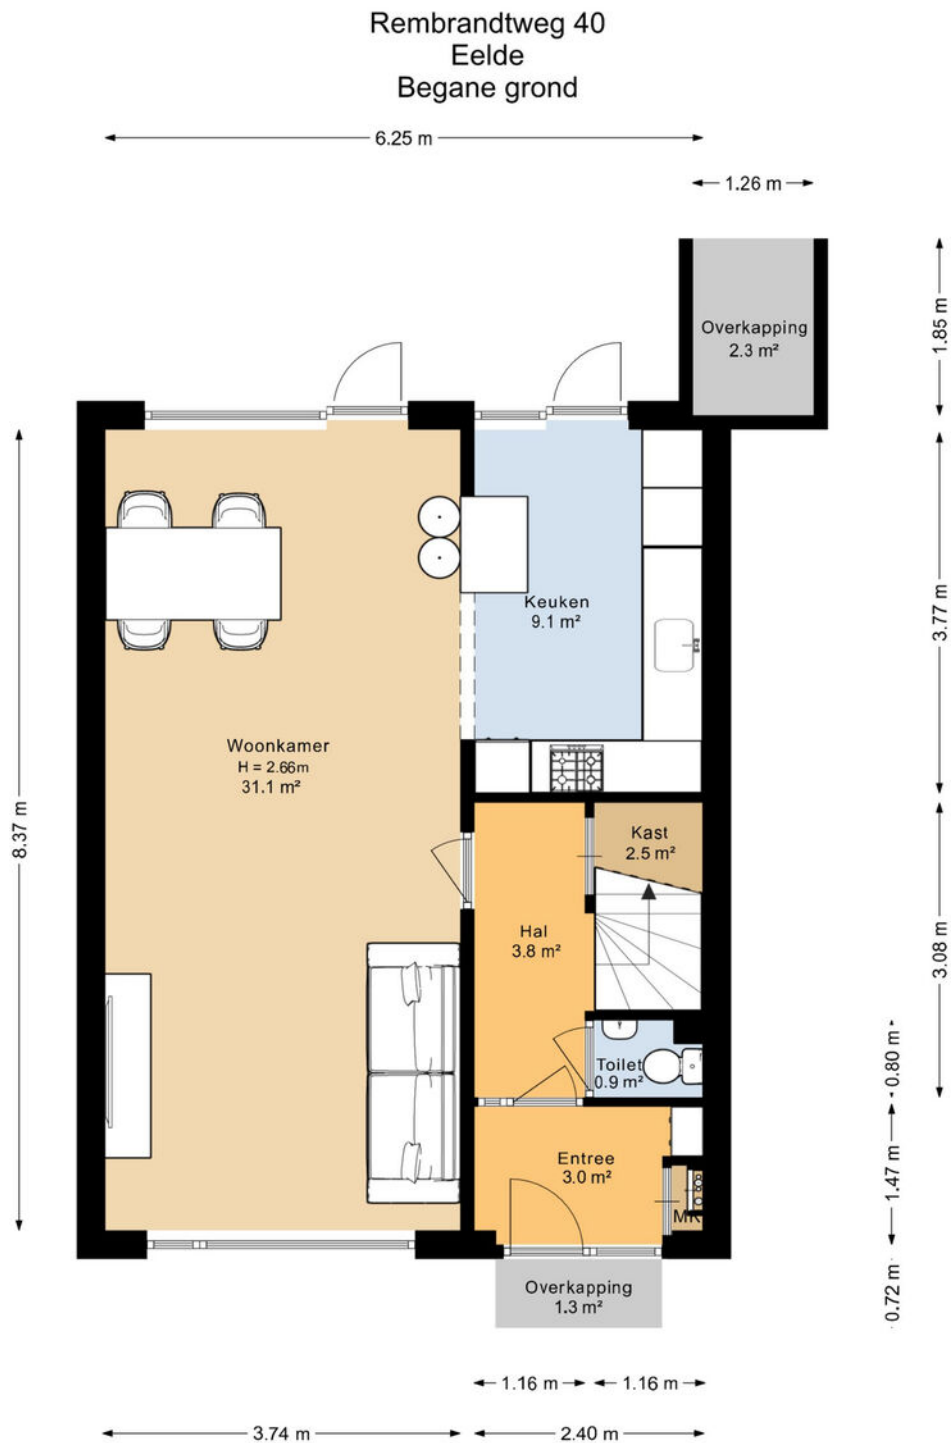 Rembrandtweg 40
Eelde
Begane grond
6.25 m
1.26 m
1.85 m
Overkapping
2.3 m²
Keuken
9.1 m²
3.77 m
Woonkamer
H = 2.66m
31.1 m²
8.37 m
Kast
2.5 m²
Hal
3.8 m²
3.08 m
Toilet
0.9 m²
0.80 m
Entree
3.0 m²
MK
1.47 m
Overkapping
1.3 m²
0.72 m
1.16 m
1.16 m
3.74 m
2.40 m